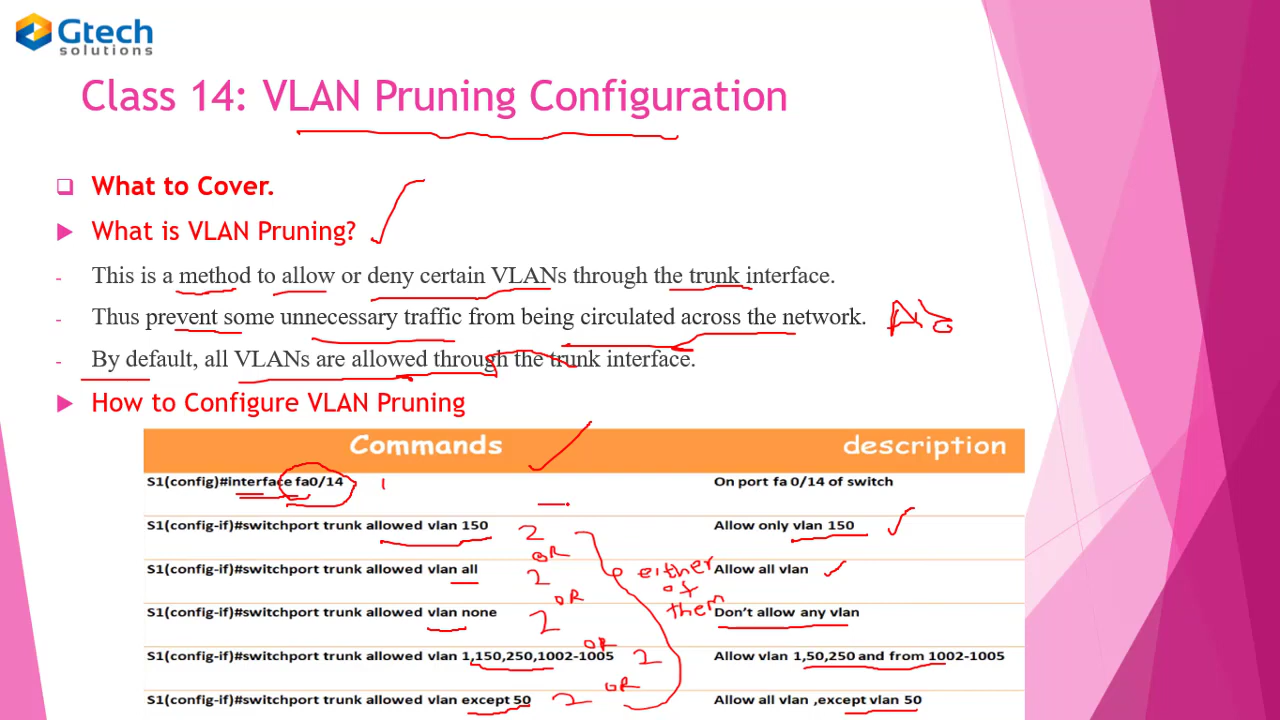 Gtech
solutions
Class 14: VLAN Pruning Configuration
What to Cover.
What is VLAN Pruning?
- This is a method to allow or deny certain VLANs through the trunk interface.
- Thus prevent some unnecessary traffic from being circulated across the network.
- By default, all VLANs are allowed through the trunk interface.
How to Configure VLAN Pruning
Commands description
S1(config)#interface fa0/14 1 On port fa 0/14 of switch
S1(config-if)#switchport trunk allowed vlan 150 2 Allow only vlan 150
OR
S1(config-if)#switchport trunk allowed vlan all 2 either Allow all vlan
OR of
S1(config-if)#switchport trunk allowed vlan none 2 them Don't allow any vlan
OR
S1(config-if)#switchport trunk allowed vlan 1,150,250,1002-1005 2 Allow vlan 1,50,250 and from 1002-1005
OR
S1(config-if)#switchport trunk allowed vlan except 50 2 Allow all vlan ,except vlan 50